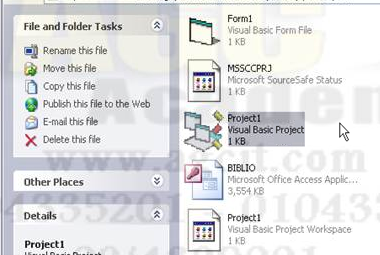 File and Folder Tasks
Rename this file
Move this file
Copy this file
Publish this file to the Web
E-mail this file
Delete this file
Other Places
Details
Project1
Form1
Visual Basic Form File
1 KB
MSSCCPRJ
Microsoft SourceSafe Status
1 KB
Project1
Visual Basic Project
1 KB
BIBLIO
Microsoft Office Access Applic...
3,554 KB
Project1
Visual Basic Project Workspace
1 KB